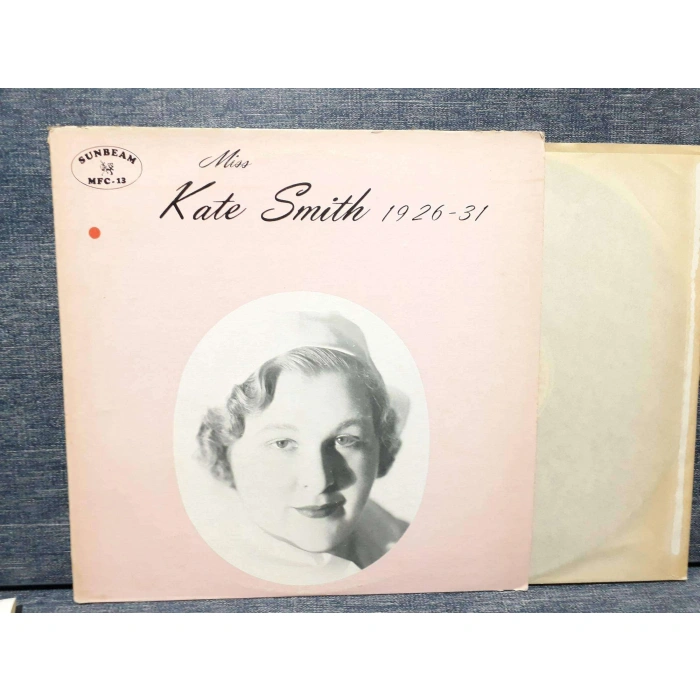 SUNBEAM
MFC-13
Miss
Kate Smith 1926-31